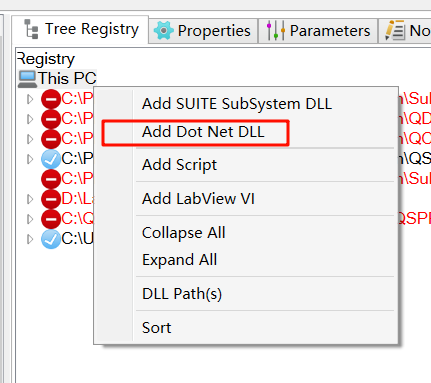 Tree Registry Properties Parameters No
Registry
This PC
C:\P n\Sul
Add SUITE SubSystem DLL
C:\P n\QD
Add Dot Net DLL
C:\P n\QC
C:\P n\QS
Add Script
C:\P n\Sul
D:\La
Add LabView VI
C:\Q QSPR
Collapse All
C:\U
Expand All
DLL Path(s)
Sort